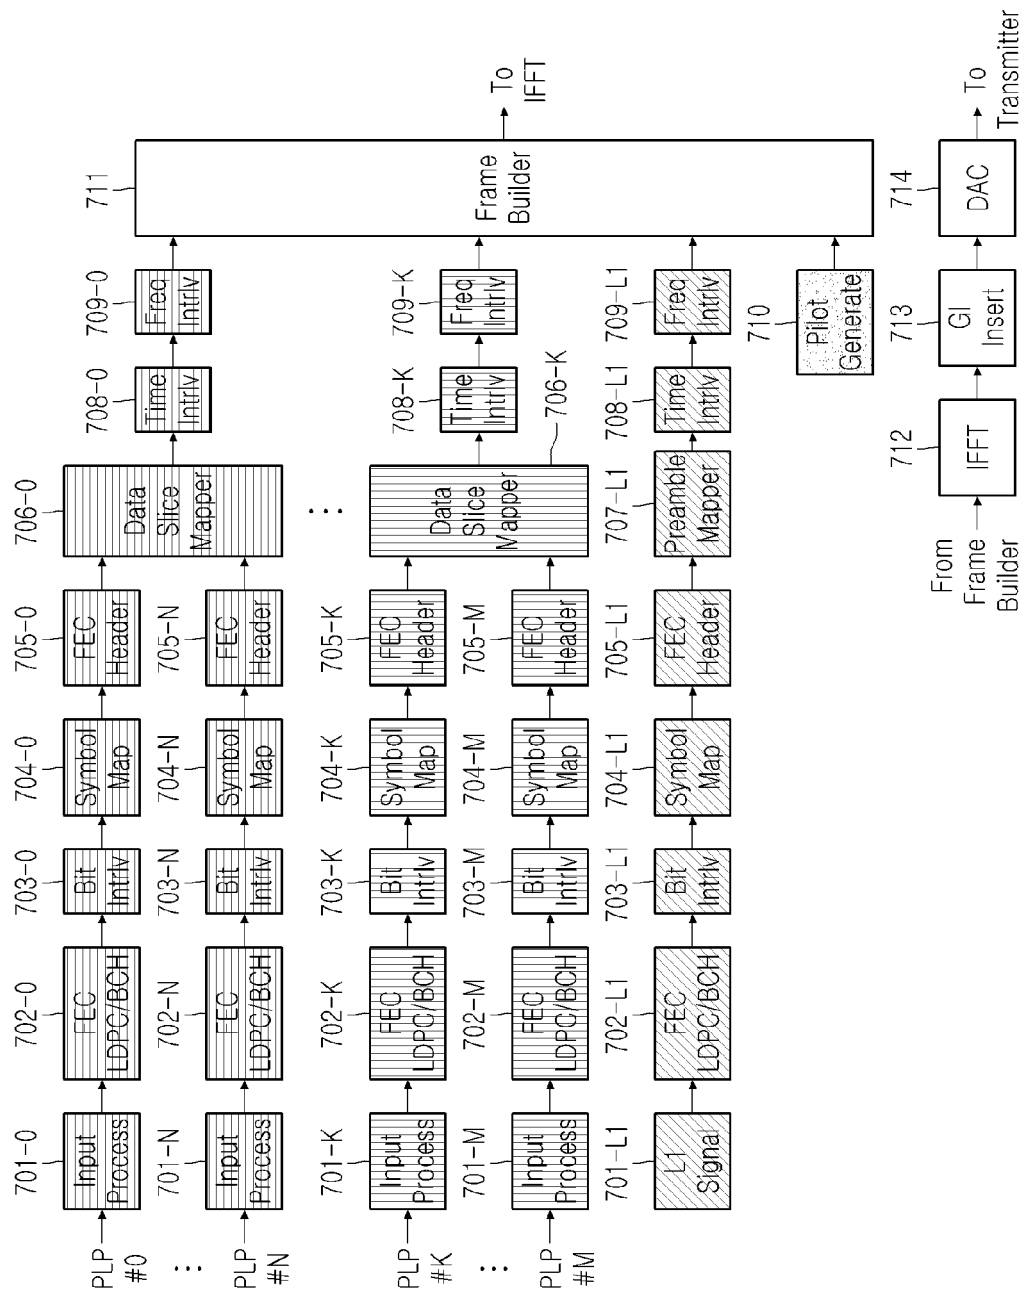 701-0
702-0
703-0
704-0
705-0
706-0
708-0
709-0
711
PLP
#0
Input
Process
FEC
LDPC/BCH
Bit
Intrlv
Symbol
Map
FEC
Header
Data
Slice
Mapper
Time
Intrlv
Freq
Intrlv
Frame
Builder
To
IFFT
⋮
701-N
702-N
703-N
704-N
705-N
PLP
#N
Input
Process
FEC
LDPC/BCH
Bit
Intrlv
Symbol
Map
FEC
Header
⋮
701-K
702-K
703-K
704-K
705-K
708-K
709-K
PLP
#K
Input
Process
FEC
LDPC/BCH
Bit
Intrlv
Symbol
Map
FEC
Header
Data
Slice
Mapper
Time
Intrlv
Freq
Intrlv
706-K
⋮
701-M
702-M
703-M
704-M
705-M
PLP
#M
Input
Process
FEC
LDPC/BCH
Bit
Intrlv
Symbol
Map
FEC
Header
701-L1
702-L1
703-L1
704-L1
705-L1
707-L1
708-L1
709-L1
L1
Signal
FEC
LDPC/BCH
Bit
Intrlv
Symbol
Map
FEC
Header
Preamble
Mapper
Time
Intrlv
Freq
Intrlv
710
Pilot
Generate
712
713
714
From
Frame
Builder
IFFT
GI
Insert
DAC
To
Transmitter